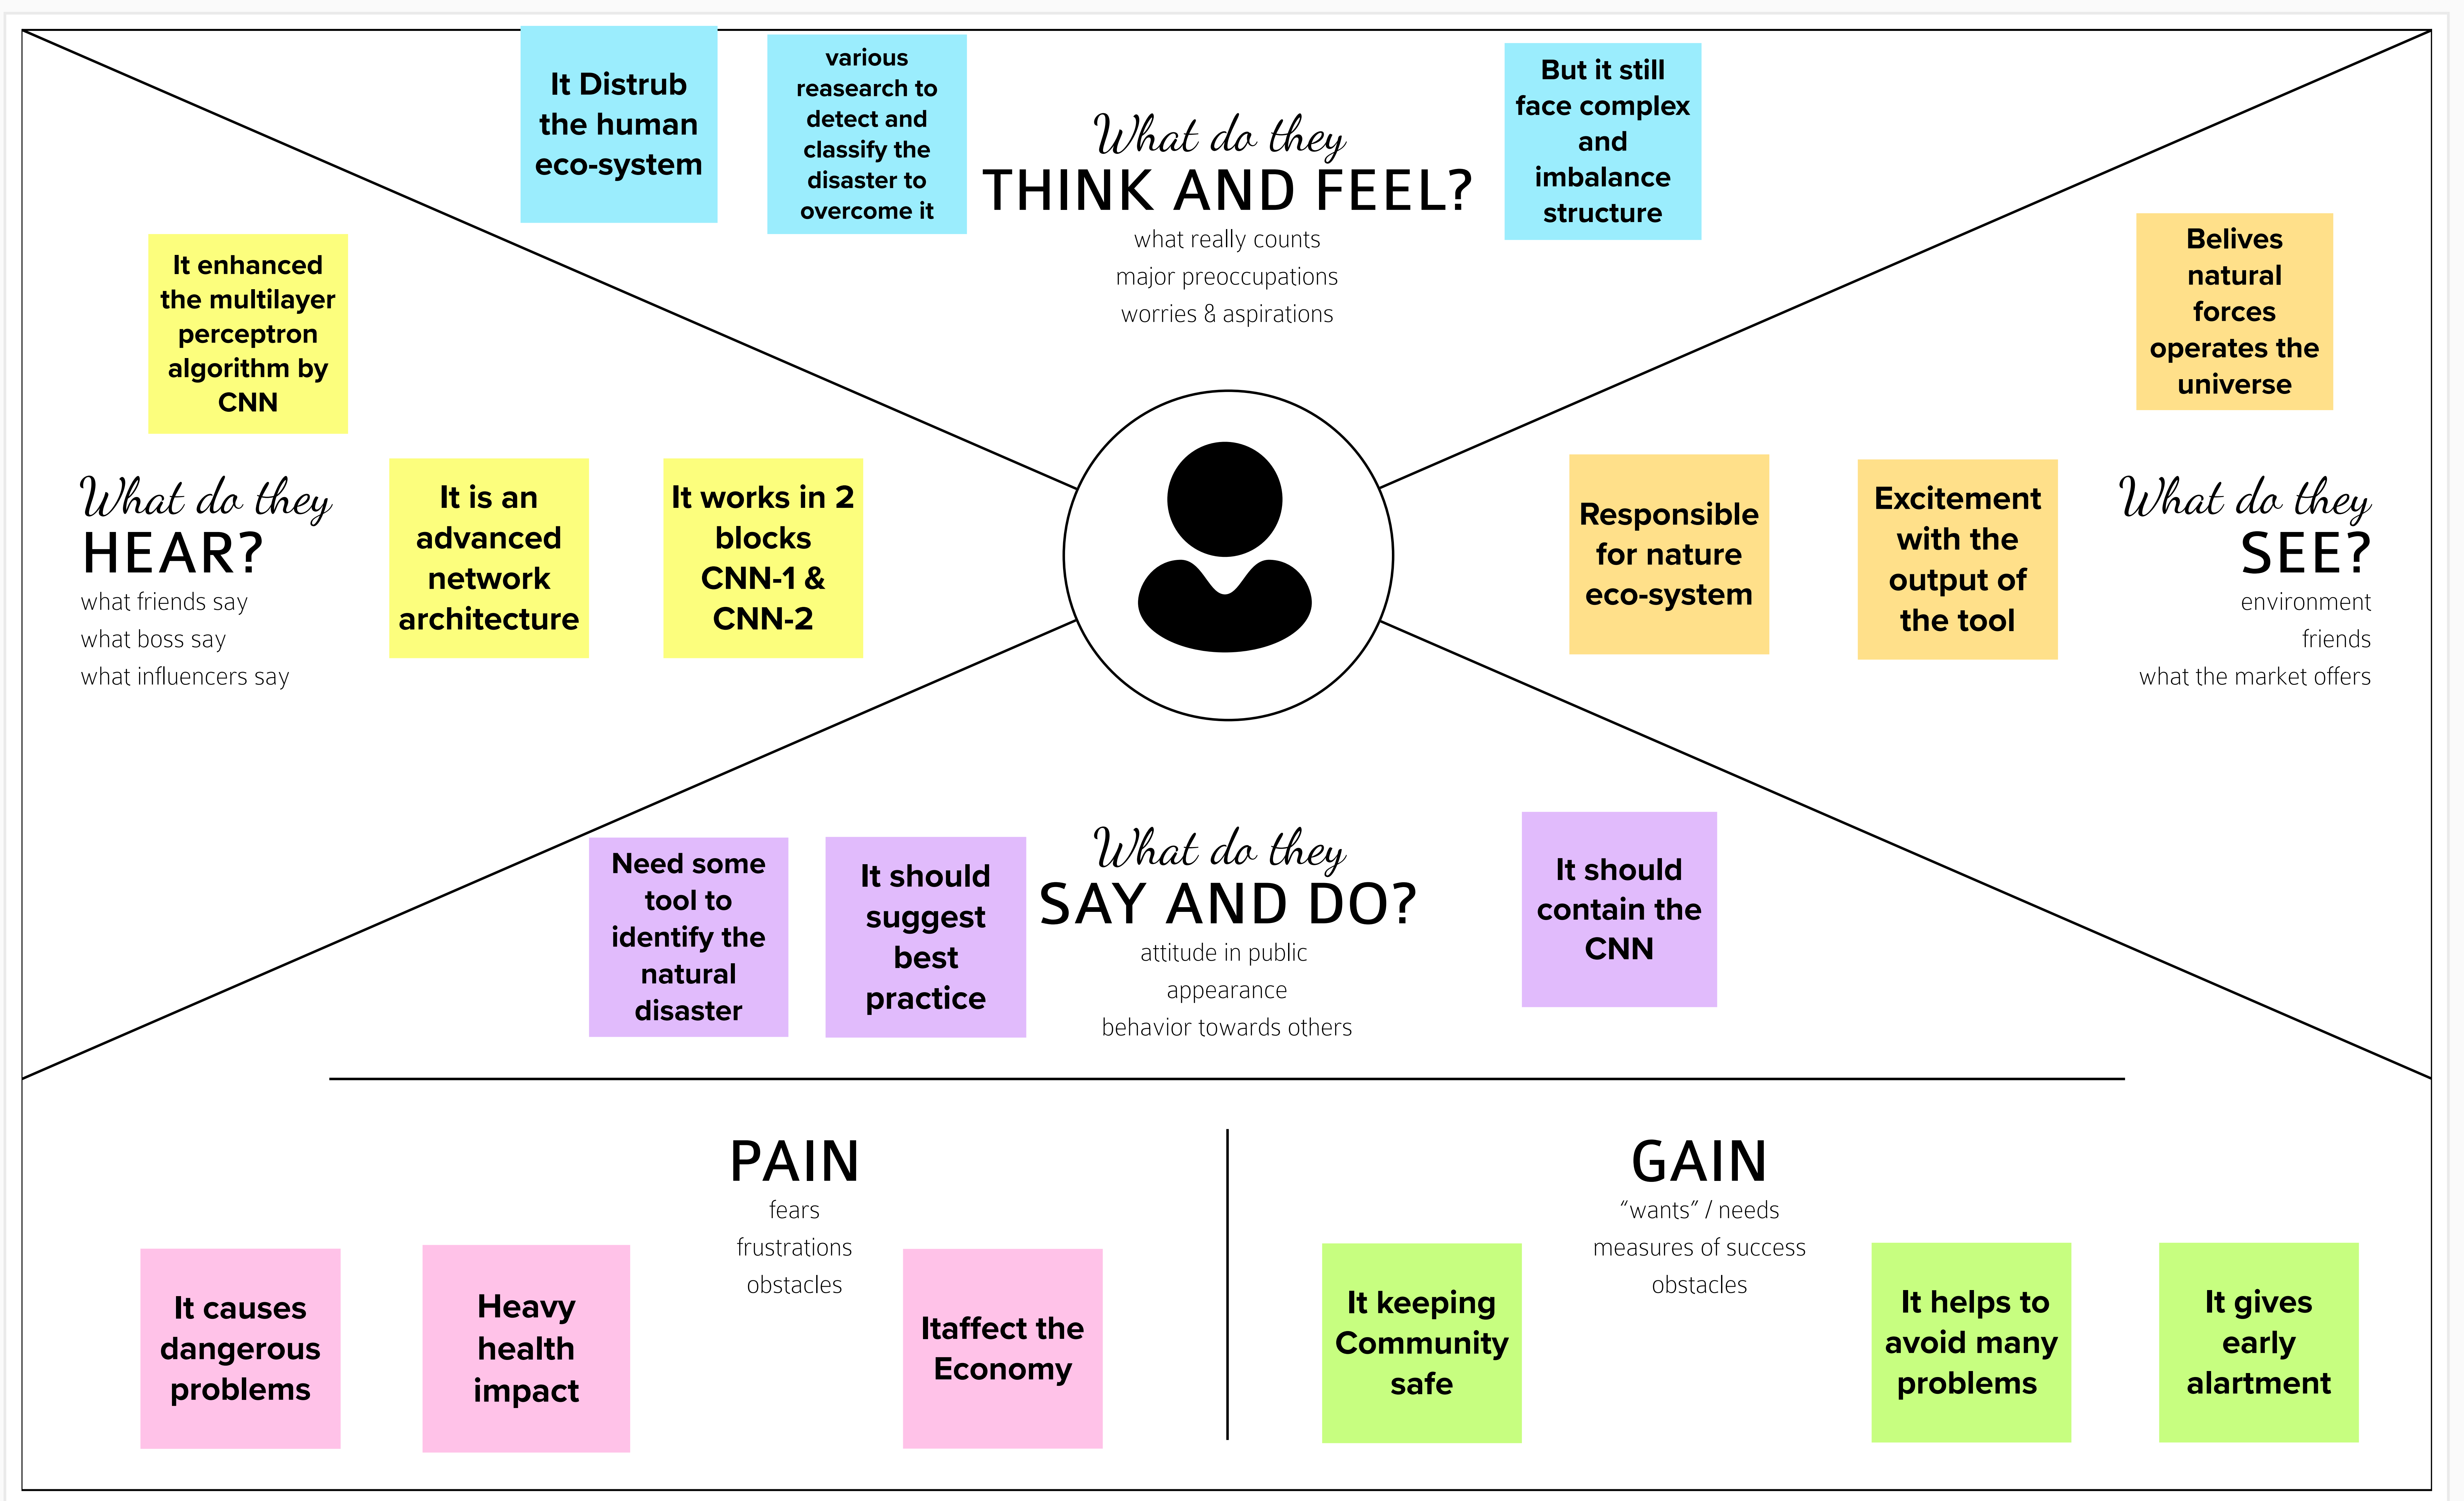 It Distrub
the human
eco-system
various
reasearch to
detect and
classify the
disaster to
overcome it
What do they
THINK AND FEEL?
what really counts
major preoccupations
worries & aspirations
But it still
face complex
and
imbalance
structure
It enhanced
the multilayer
perceptron
algorithm by
CNN
What do they
HEAR?
what friends say
what boss say
what influencers say
It is an
advanced
network
architecture
It works in 2
blocks
CNN-1 &
CNN-2
Responsible
for nature
eco-system
Excitement
with the
output of
the tool
Belives
natural
forces
operates the
universe
What do they
SEE?
environment
friends
what the market offers
Need some
tool to
identify the
natural
disaster
It should
suggest
best
practice
What do they
SAY AND DO?
attitude in public
appearance
behavior towards others
It should
contain the
CNN
PAIN
fears
frustrations
obstacles
It causes
dangerous
problems
Heavy
health
impact
Itaffect the
Economy
GAIN
“wants” / needs
measures of success
obstacles
It keeping
Community
safe
It helps to
avoid many
problems
It gives
early
alartment